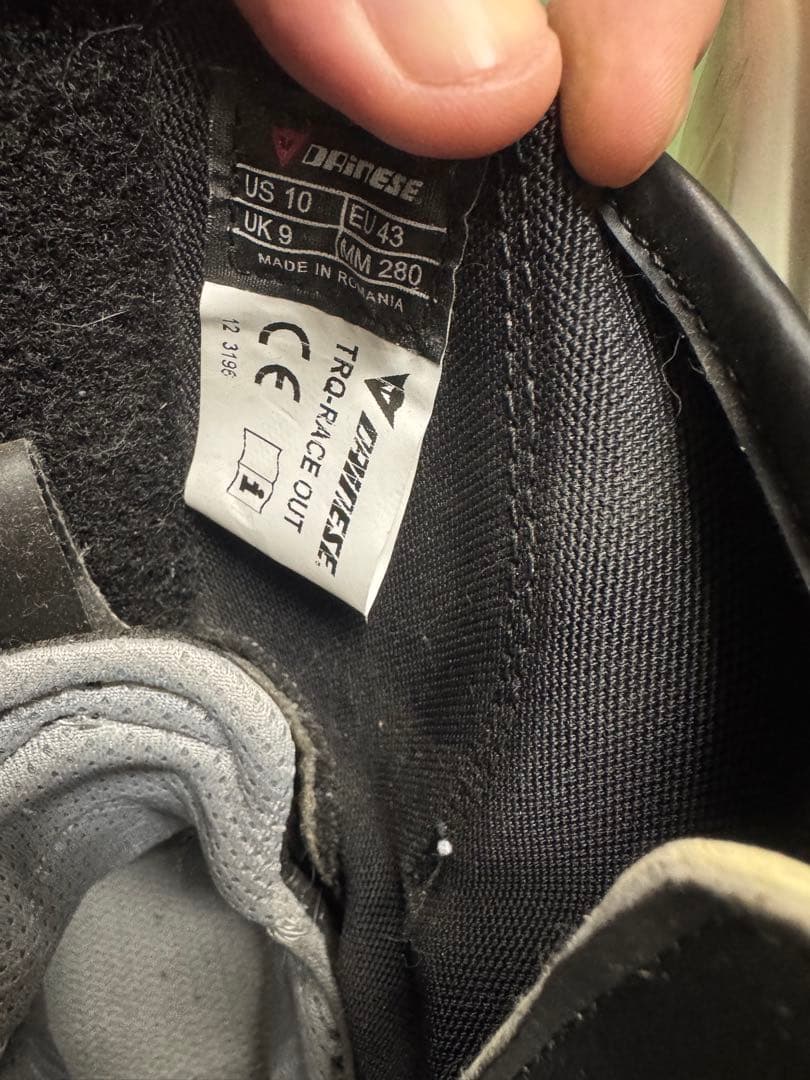 DAINESE
US 10 EU 43
UK 9 MM 280
MADE IN ROMANIA
DAINESE
TRQ-RACE OUT
CE
i
12 3196